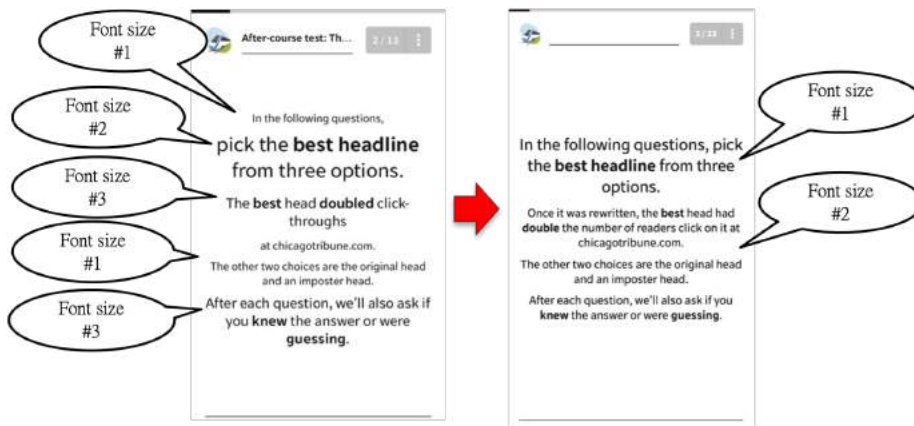 Font size
#1
Font size
#2
Font size
#3
Font size
#1
Font size
#3
After-course test: Th...
2 / 13
In the following questions,
pick the best headline
from three options.
The best head doubled click-
throughs
at chicagotribune.com.
The other two choices are the original head
and an imposter head.
After each question, we'll also ask if
you knew the answer or were
guessing.
In the following questions, pick
the best headline from three
options.
Once it was rewritten, the best head had
double the number of readers click on it at
chicagotribune.com.
The other two choices are the original head
and an imposter head.
After each question, we'll also ask if you
knew the answer or were guessing.
Font size
#1
Font size
#2